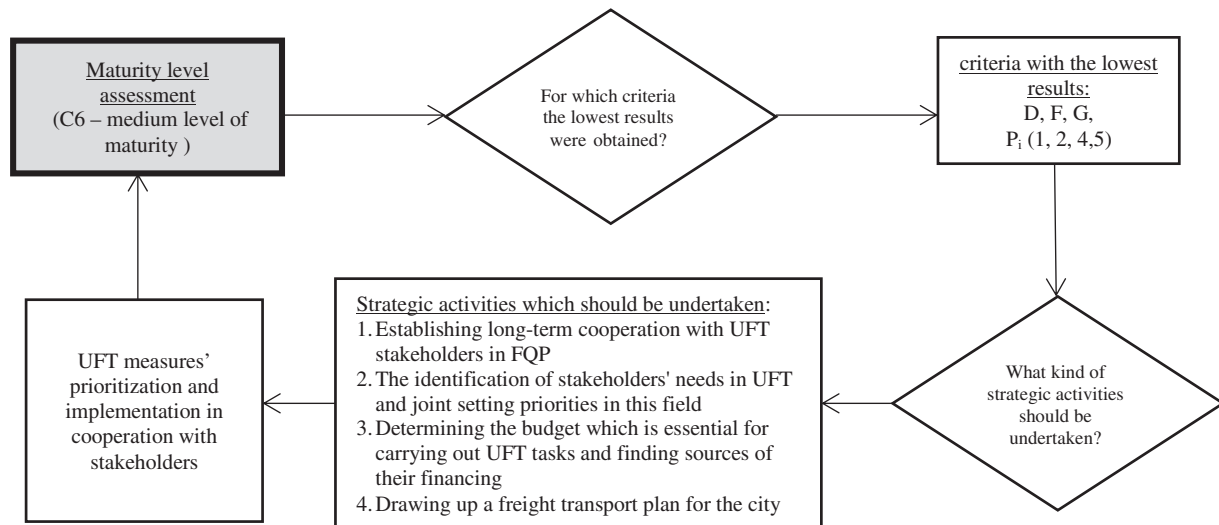 Maturity level
assessment
(C6 – medium level of
maturity )
For which criteria
the lowest results
were obtained?
criteria with the lowest
results:
D, F, G,
Pi (1, 2, 4,5)
What kind of
strategic activities
should be
undertaken?
Strategic activities which should be undertaken:
1. Establishing long-term cooperation with UFT
stakeholders in FQP
2. The identification of stakeholders' needs in UFT
and joint setting priorities in this field
3. Determining the budget which is essential for
carrying out UFT tasks and finding sources of
their financing
4. Drawing up a freight transport plan for the city
UFT measures’
prioritization and
implementation in
cooperation with
stakeholders